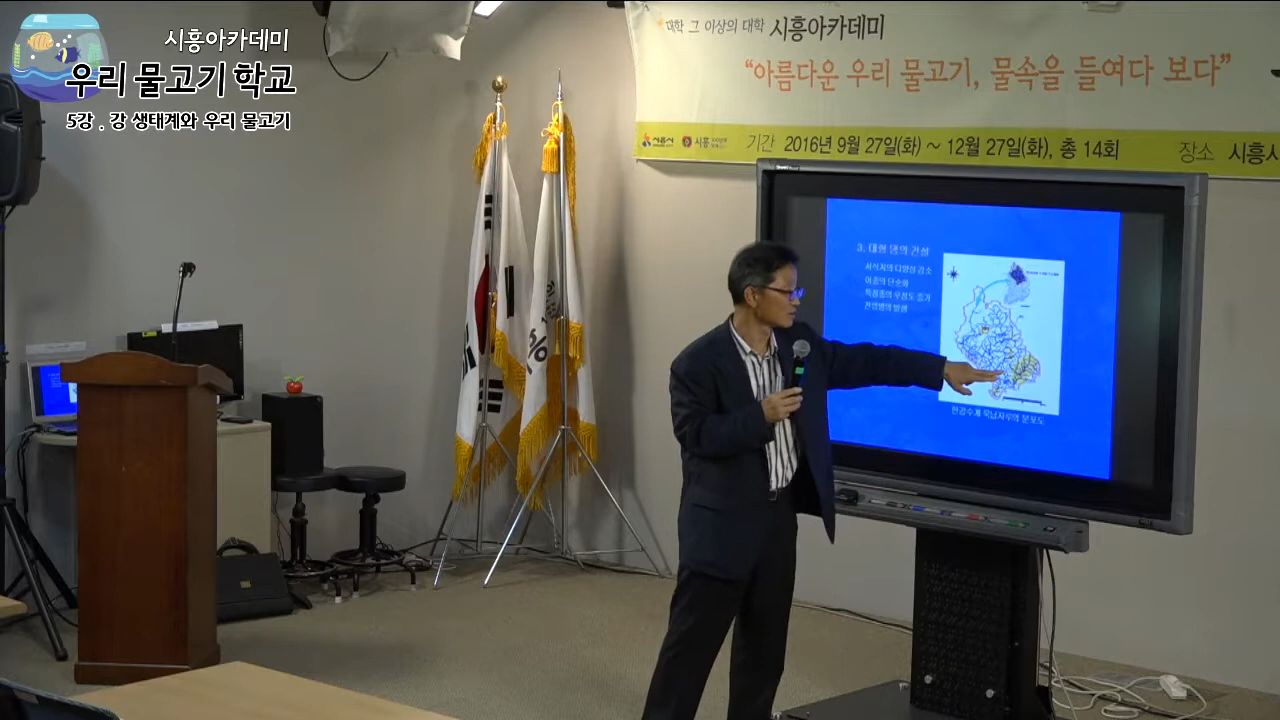 시흥아카데미
우리 물고기 학교
5강 . 강 생태계와 우리 물고기
대학 그 이상의 대학 시흥아카데미
“아름다운 우리 물고기, 물속을 들여다 보다”
시흥시 시흥 기간 2016년 9월 27일(화) ~ 12월 27일(화), 총 14회 장소 시흥시
3. 대형 댐의 건설
서식지의 다양성 감소
어종의 단순화
특정종의 우점도 증가
전염병의 발생
한강수계 묵납자루의 분포도